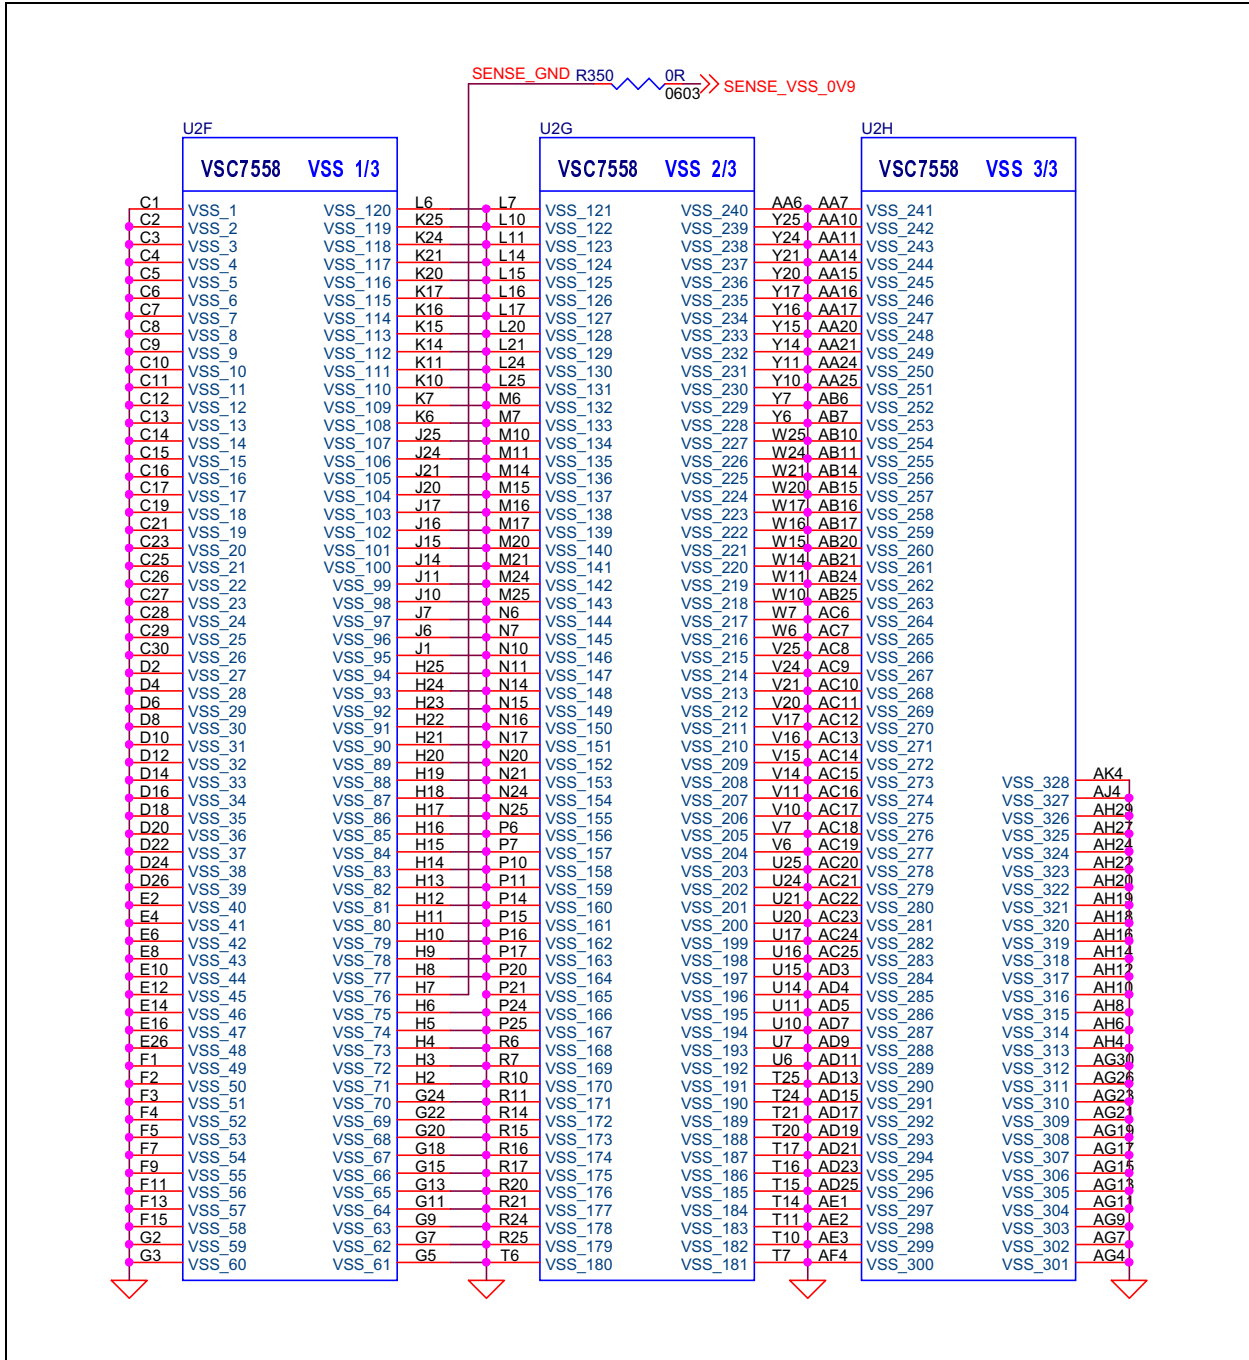 SENSE_GND R350 0R SENSE_VSS_0V9
0603
U2F U2G U2H
VSC7558 VSS 1/3 VSC7558 VSS 2/3 VSC7558 VSS 3/3
C1 VSS_1 VSS_120 L6 L7 VSS_121 VSS_240 AA6 AA7 VSS_241
C2 VSS_2 VSS_119 K25 L10 VSS_122 VSS_239 Y25 AA10 VSS_242
C3 VSS_3 VSS_118 K24 L11 VSS_123 VSS_238 Y24 AA11 VSS_243
C4 VSS_4 VSS_117 K21 L14 VSS_124 VSS_237 Y21 AA14 VSS_244
C5 VSS_5 VSS_116 K20 L15 VSS_125 VSS_236 Y20 AA15 VSS_245
C6 VSS_6 VSS_115 K17 L16 VSS_126 VSS_235 Y17 AA16 VSS_246
C7 VSS_7 VSS_114 K16 L17 VSS_127 VSS_234 Y16 AA17 VSS_247
C8 VSS_8 VSS_113 K15 L20 VSS_128 VSS_233 Y15 AA20 VSS_248
C9 VSS_9 VSS_112 K14 L21 VSS_129 VSS_232 Y14 AA21 VSS_249
C10 VSS_10 VSS_111 K11 L24 VSS_130 VSS_231 Y11 AA24 VSS_250
C11 VSS_11 VSS_110 K10 L25 VSS_131 VSS_230 Y10 AA25 VSS_251
C12 VSS_12 VSS_109 K7 M6 VSS_132 VSS_229 Y7 AB6 VSS_252
C13 VSS_13 VSS_108 K6 M7 VSS_133 VSS_228 Y6 AB7 VSS_253
C14 VSS_14 VSS_107 J25 M10 VSS_134 VSS_227 W25 AB10 VSS_254
C15 VSS_15 VSS_106 J24 M11 VSS_135 VSS_226 W24 AB11 VSS_255
C16 VSS_16 VSS_105 J21 M14 VSS_136 VSS_225 W21 AB14 VSS_256
C17 VSS_17 VSS_104 J20 M15 VSS_137 VSS_224 W20 AB15 VSS_257
C19 VSS_18 VSS_103 J17 M16 VSS_138 VSS_223 W17 AB16 VSS_258
C21 VSS_19 VSS_102 J16 M17 VSS_139 VSS_222 W16 AB17 VSS_259
C23 VSS_20 VSS_101 J15 M20 VSS_140 VSS_221 W15 AB20 VSS_260
C25 VSS_21 VSS_100 J14 M21 VSS_141 VSS_220 W14 AB21 VSS_261
C26 VSS_22 VSS_99 J11 M24 VSS_142 VSS_219 W11 AB24 VSS_262
C27 VSS_23 VSS_98 J10 M25 VSS_143 VSS_218 W10 AB25 VSS_263
C28 VSS_24 VSS_97 J7 N6 VSS_144 VSS_217 W7 AC6 VSS_264
C29 VSS_25 VSS_96 J6 N7 VSS_145 VSS_216 W6 AC7 VSS_265
C30 VSS_26 VSS_95 J1 N10 VSS_146 VSS_215 V25 AC8 VSS_266
D2 VSS_27 VSS_94 H25 N11 VSS_147 VSS_214 V24 AC9 VSS_267
D4 VSS_28 VSS_93 H24 N14 VSS_148 VSS_213 V21 AC10 VSS_268
D6 VSS_29 VSS_92 H23 N15 VSS_149 VSS_212 V20 AC11 VSS_269
D8 VSS_30 VSS_91 H22 N16 VSS_150 VSS_211 V17 AC12 VSS_270
D10 VSS_31 VSS_90 H21 N17 VSS_151 VSS_210 V16 AC13 VSS_271
D12 VSS_32 VSS_89 H20 N20 VSS_152 VSS_209 V15 AC14 VSS_272
D14 VSS_33 VSS_88 H19 N21 VSS_153 VSS_208 V14 AC15 VSS_273 VSS_328 AK4
D16 VSS_34 VSS_87 H18 N24 VSS_154 VSS_207 V11 AC16 VSS_274 VSS_327 AJ4
D18 VSS_35 VSS_86 H17 N25 VSS_155 VSS_206 V10 AC17 VSS_275 VSS_326 AH29
D20 VSS_36 VSS_85 H16 P6 VSS_156 VSS_205 V7 AC18 VSS_276 VSS_325 AH27
D22 VSS_37 VSS_84 H15 P7 VSS_157 VSS_204 V6 AC19 VSS_277 VSS_324 AH24
D24 VSS_38 VSS_83 H14 P10 VSS_158 VSS_203 U25 AC20 VSS_278 VSS_323 AH22
D26 VSS_39 VSS_82 H13 P11 VSS_159 VSS_202 U24 AC21 VSS_279 VSS_322 AH20
E2 VSS_40 VSS_81 H12 P14 VSS_160 VSS_201 U21 AC22 VSS_280 VSS_321 AH19
E4 VSS_41 VSS_80 H11 P15 VSS_161 VSS_200 U20 AC23 VSS_281 VSS_320 AH18
E6 VSS_42 VSS_79 H10 P16 VSS_162 VSS_199 U17 AC24 VSS_282 VSS_319 AH16
E8 VSS_43 VSS_78 H9 P17 VSS_163 VSS_198 U16 AC25 VSS_283 VSS_318 AH14
E10 VSS_44 VSS_77 H8 P20 VSS_164 VSS_197 U15 AD3 VSS_284 VSS_317 AH12
E12 VSS_45 VSS_76 H7 P21 VSS_165 VSS_196 U14 AD4 VSS_285 VSS_316 AH10
E14 VSS_46 VSS_75 H6 P24 VSS_166 VSS_195 U11 AD5 VSS_286 VSS_315 AH8
E16 VSS_47 VSS_74 H5 P25 VSS_167 VSS_194 U10 AD7 VSS_287 VSS_314 AH6
E26 VSS_48 VSS_73 H4 R6 VSS_168 VSS_193 U7 AD9 VSS_288 VSS_313 AH4
F1 VSS_49 VSS_72 H3 R7 VSS_169 VSS_192 U6 AD11 VSS_289 VSS_312 AG30
F2 VSS_50 VSS_71 H2 R10 VSS_170 VSS_191 T25 AD13 VSS_290 VSS_311 AG26
F3 VSS_51 VSS_70 G24 R11 VSS_171 VSS_190 T24 AD15 VSS_291 VSS_310 AG23
F4 VSS_52 VSS_69 G22 R14 VSS_172 VSS_189 T21 AD17 VSS_292 VSS_309 AG21
F5 VSS_53 VSS_68 G20 R15 VSS_173 VSS_188 T20 AD19 VSS_293 VSS_308 AG19
F7 VSS_54 VSS_67 G18 R16 VSS_174 VSS_187 T17 AD21 VSS_294 VSS_307 AG17
F9 VSS_55 VSS_66 G15 R17 VSS_175 VSS_186 T16 AD23 VSS_295 VSS_306 AG15
F11 VSS_56 VSS_65 G13 R20 VSS_176 VSS_185 T15 AD25 VSS_296 VSS_305 AG13
F13 VSS_57 VSS_64 G11 R21 VSS_177 VSS_184 T14 AE1 VSS_297 VSS_304 AG11
F15 VSS_58 VSS_63 G9 R24 VSS_178 VSS_183 T11 AE2 VSS_298 VSS_303 AG9
G2 VSS_59 VSS_62 G7 R25 VSS_179 VSS_182 T10 AE3 VSS_299 VSS_302 AG7
G3 VSS_60 VSS_61 G5 T6 VSS_180 VSS_181 T7 AF4 VSS_300 VSS_301 AG4